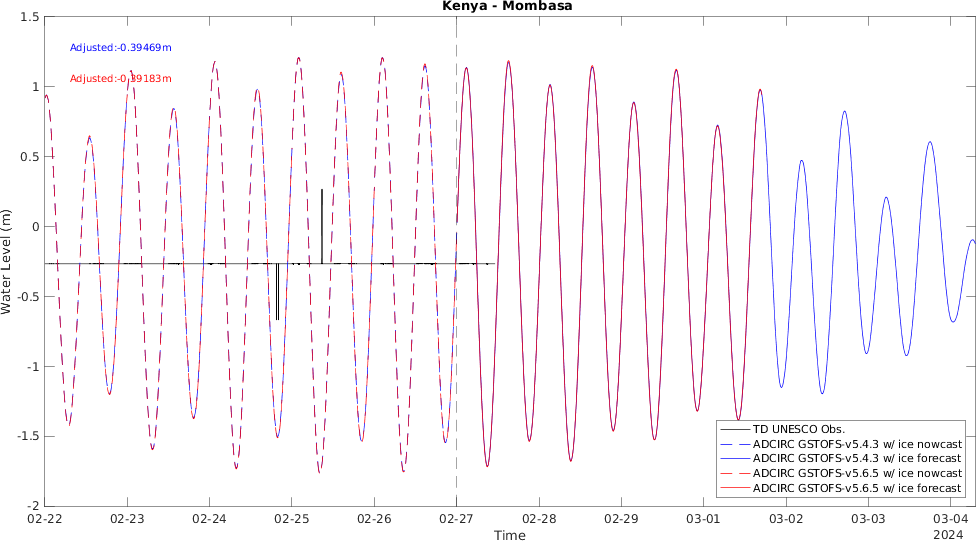 Kenya - Mombasa
1.5
Adjusted:-0.39469m
Adjusted:-0.39183m
1
0.5
0
-0.5
-1
-1.5
-2
Water Level (m)
TD UNESCO Obs.
ADCIRC GSTOFS-v5.4.3 w/ ice nowcast
ADCIRC GSTOFS-v5.4.3 w/ ice forecast
ADCIRC GSTOFS-v5.6.5 w/ ice nowcast
ADCIRC GSTOFS-v5.6.5 w/ ice forecast
02-22 02-23 02-24 02-25 02-26 02-27 02-28 02-29 03-01 03-02 03-03 03-04
Time 2024